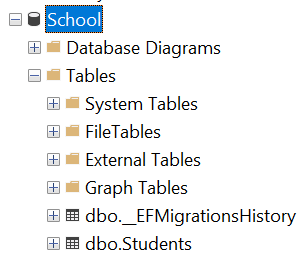 School
Database Diagrams
Tables
System Tables
FileTables
External Tables
Graph Tables
dbo.__EFMigrationsHistory
dbo.Students